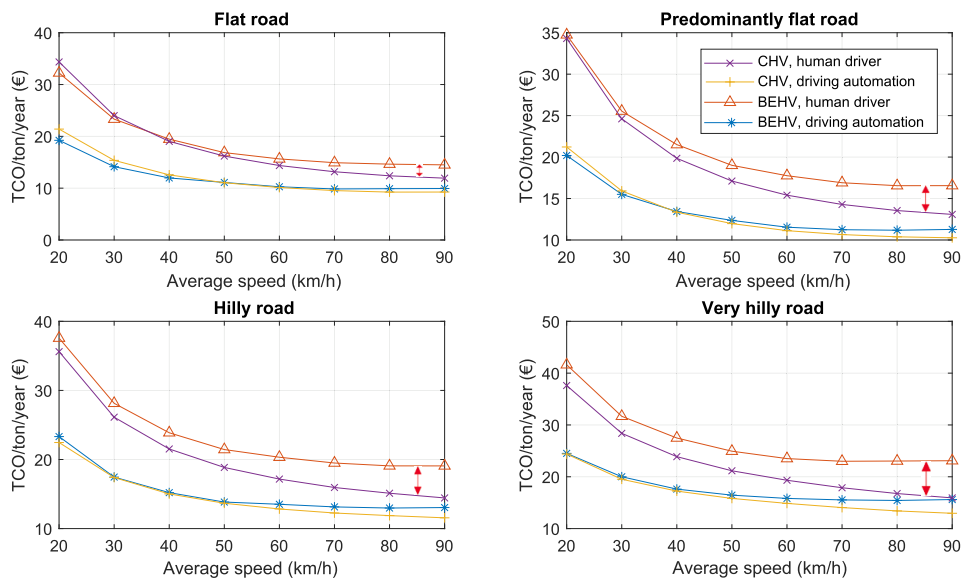 Flat road
TCO/ton/year (€)
40
30
20
10
0
20 30 40 50 60 70 80 90
Average speed (km/h)
Predominantly flat road
TCO/ton/year (€)
35
30
25
20
15
10
CHV, human driver
CHV, driving automation
BEHV, human driver
BEHV, driving automation
20 30 40 50 60 70 80 90
Average speed (km/h)
Hilly road
TCO/ton/year (€)
40
30
20
10
20 30 40 50 60 70 80 90
Average speed (km/h)
Very hilly road
TCO/ton/year (€)
50
40
30
20
10
20 30 40 50 60 70 80 90
Average speed (km/h)